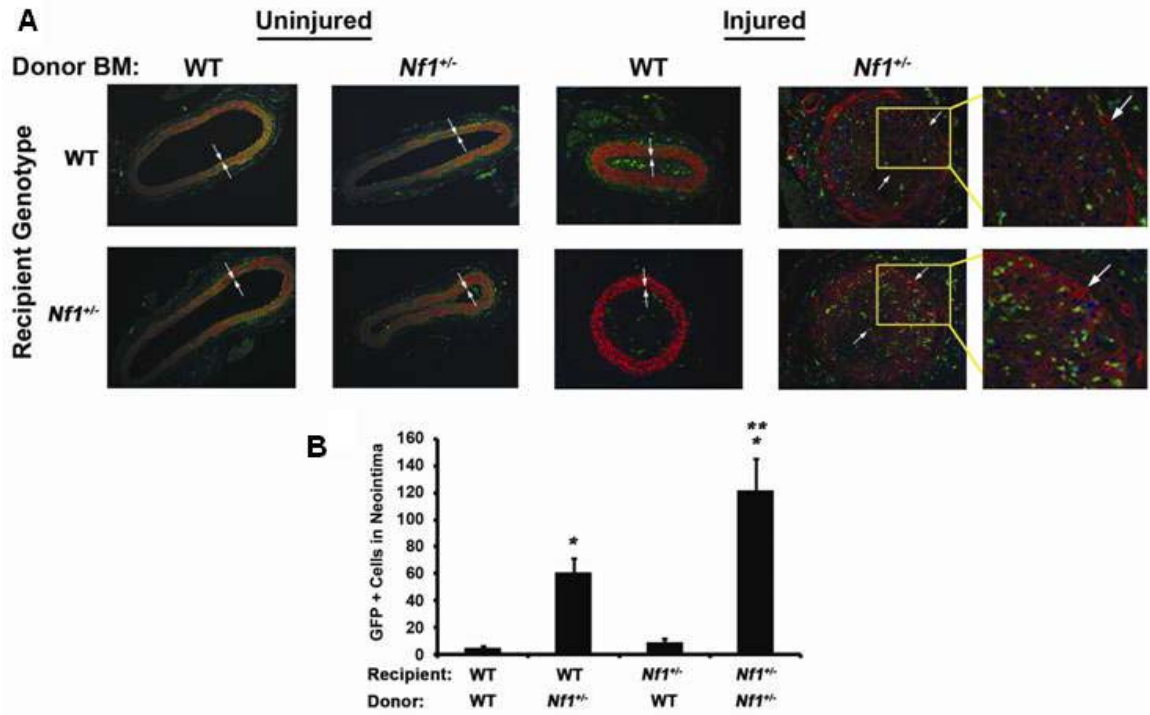 A
Uninjured Injured
Donor BM: WT Nf1+/- WT Nf1+/-
Recipient Genotype
WT
Nf1+/-
B
GFP + Cells in Neointima
160
140
120
100
80
60
40
20
0
*
**
*
Recipient: WT WT Nf1+/- Nf1+/-
Donor: WT Nf1+/- WT Nf1+/-